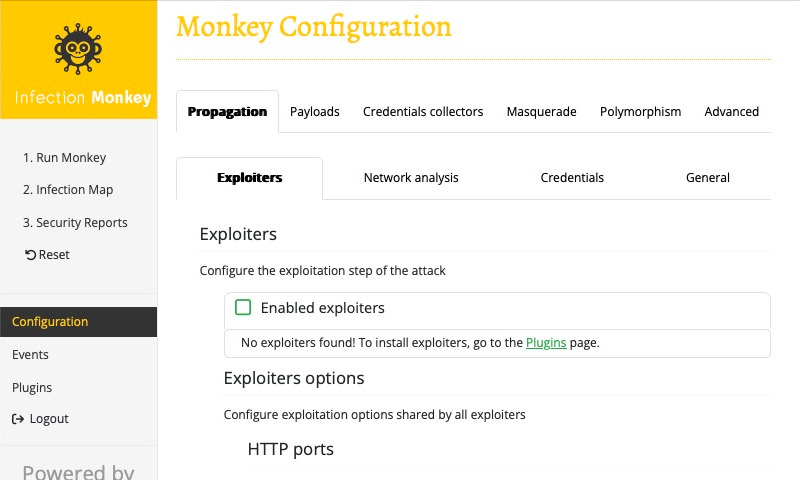 Monkey Configuration
Infection Monkey
Propagation Payloads Credentials collectors Masquerade Polymorphism Advanced
1. Run Monkey
2. Infection Map
3. Security Reports
Reset
Configuration
Events
Plugins
Logout
Powered by
Exploiters Network analysis Credentials General
Exploiters
Configure the exploitation step of the attack
Enabled exploiters
No exploiters found! To install exploiters, go to the Plugins page.
Exploiters options
Configure exploitation options shared by all exploiters
HTTP ports